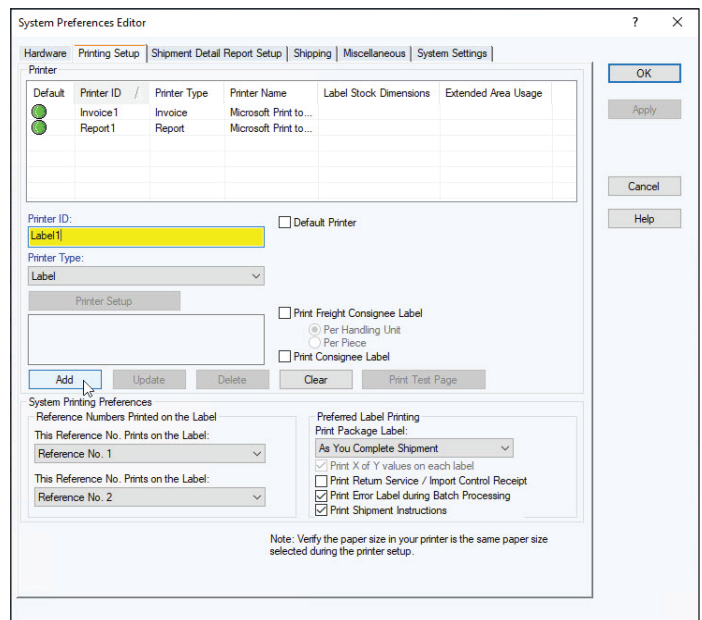 System Preferences Editor
? X
Hardware Printing Setup Shipment Detail Report Setup Shipping Miscellaneous System Settings
Printer
OK
Default Printer ID / Printer Type Printer Name Label Stock Dimensions Extended Area Usage
Invoice1 Invoice Microsoft Print to...
Apply
Report1 Report Microsoft Print to...
Cancel
Printer ID:
Default Printer
Help
Label1
Printer Type:
Label
Printer Setup
Print Freight Consignee Label
Per Handling Unit
Per Piece
Print Consignee Label
Add Update Delete Clear Print Test Page
System Printing Preferences
Reference Numbers Printed on the Label
This Reference No. Prints on the Label:
Reference No. 1
This Reference No. Prints on the Label:
Reference No. 2
Preferred Label Printing
Print Package Label:
As You Complete Shipment
Print X of Y values on each label
Print Return Service / Import Control Receipt
Print Error Label during Batch Processing
Print Shipment Instructions
Note: Verify the paper size in your printer is the same paper size
selected during the printer setup.